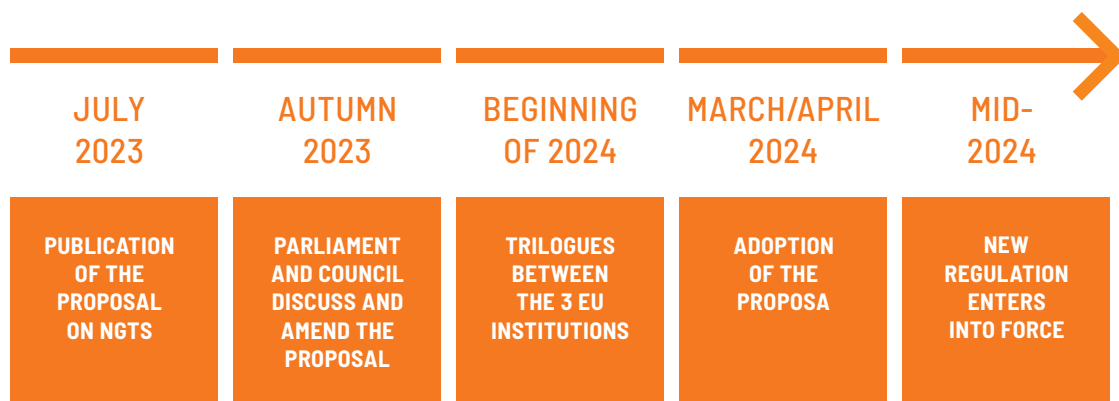 JULY
2023
AUTUMN
2023
BEGINNING
OF 2024
MARCH/APRIL
2024
MID-
2024
PUBLICATION
OF THE
PROPOSAL
ON NGTS
PARLIAMENT
AND COUNCIL
DISCUSS AND
AMEND THE
PROPOSAL
TRILOGUES
BETWEEN
THE 3 EU
INSTITUTIONS
ADOPTION
OF THE
PROPOSA
NEW
REGULATION
ENTERS
INTO FORCE